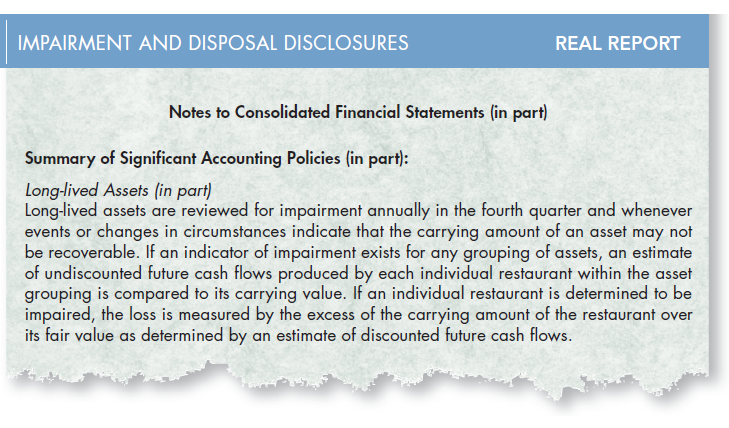 IMPAIRMENT AND DISPOSAL DISCLOSURES REAL REPORT
Notes to Consolidated Financial Statements (in part)
Summary of Significant Accounting Policies (in part):
Long-lived Assets (in part)
Long-lived assets are reviewed for impairment annually in the fourth quarter and whenever
events or changes in circumstances indicate that the carrying amount of an asset may not
be recoverable. If an indicator of impairment exists for any grouping of assets, an estimate
of undiscounted future cash flows produced by each individual restaurant within the asset
grouping is compared to its carrying value. If an individual restaurant is determined to be
impaired, the loss is measured by the excess of the carrying amount of the restaurant over
its fair value as determined by an estimate of discounted future cash flows.